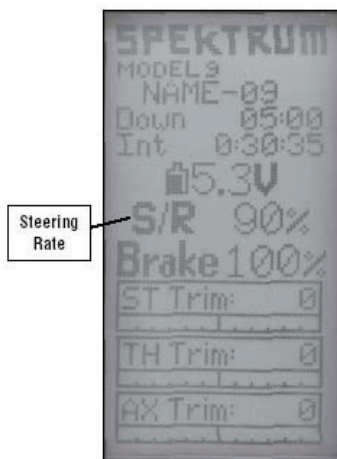 SPEKTRUM
MODEL9
NAME-09
Down 05:00
Int 0:30:35
5.3V
Steering
Rate
S/R 90%
Brake 100%
ST Trim: 0
TH Trim: 0
AX Trim: 0